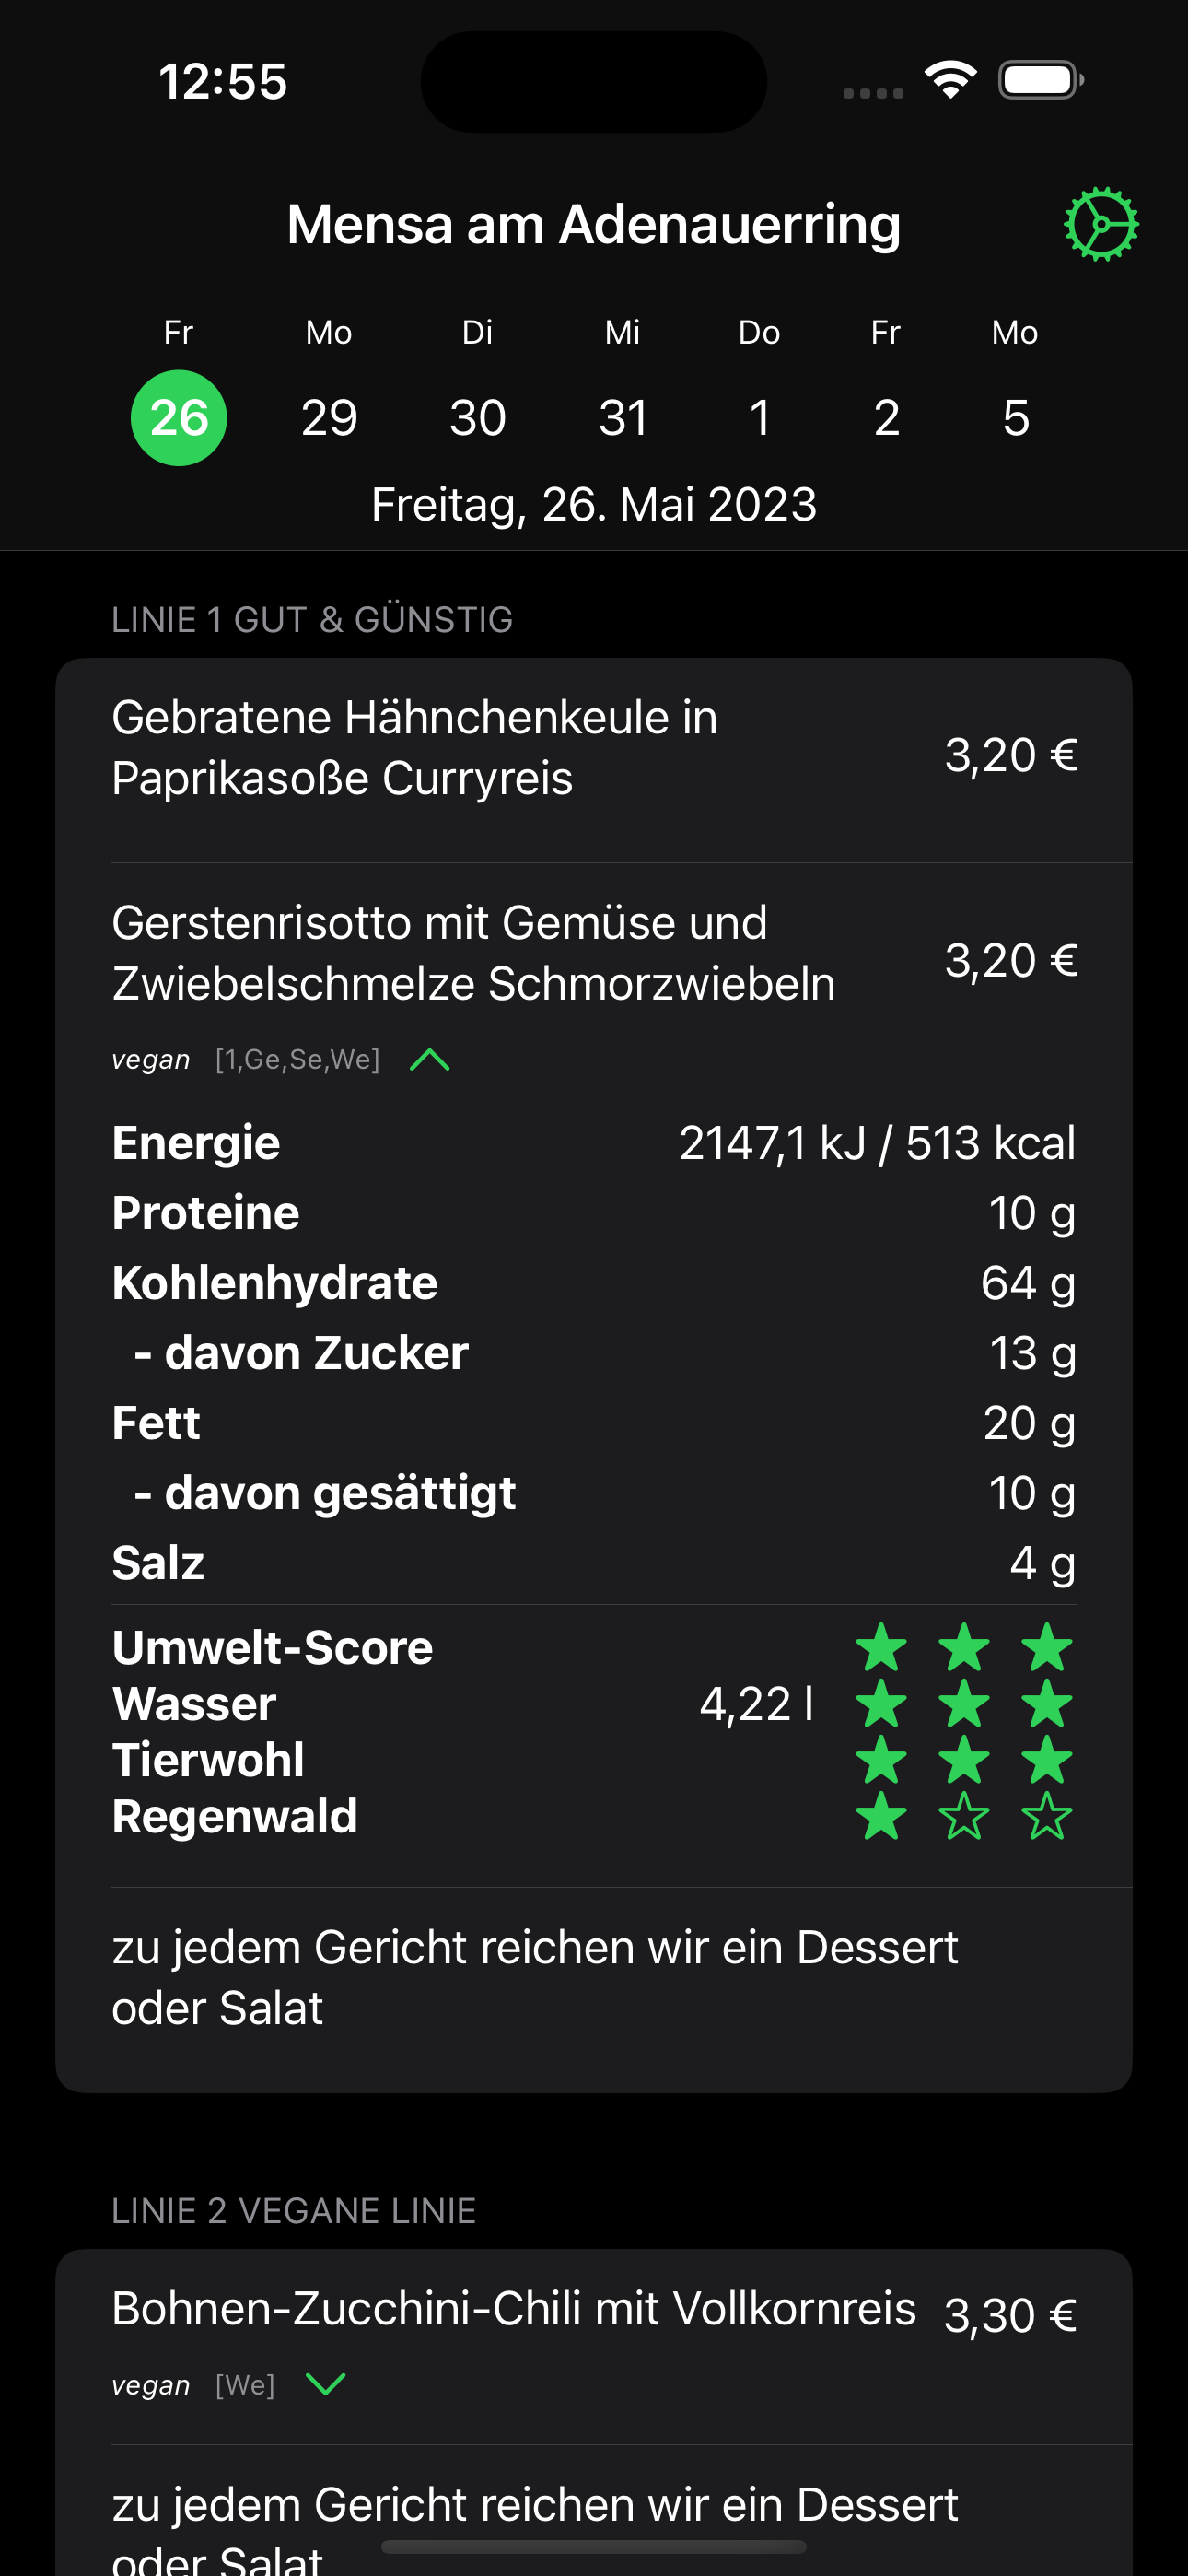 12:55
Mensa am Adenauerring
Fr Mo Di Mi Do Fr Mo
26 29 30 31 1 2 5
Freitag, 26. Mai 2023
LINIE 1 GUT & GÜNSTIG
Gebratene Hähnchenkeule in
Paprikasoße Curryreis
3,20 €
Gerstenrisotto mit Gemüse und
Zwiebelschmelze Schmorzwiebeln
3,20 €
vegan [1,Ge,Se,We]
Energie 2147,1 kJ / 513 kcal
Proteine 10 g
Kohlenhydrate 64 g
- davon Zucker 13 g
Fett 20 g
- davon gesättigt 10 g
Salz 4 g
Umwelt-Score
Wasser 4,22 l
Tierwohl
Regenwald
zu jedem Gericht reichen wir ein Dessert
oder Salat
LINIE 2 VEGANE LINIE
Bohnen-Zucchini-Chili mit Vollkornreis 3,30 €
vegan [We]
zu jedem Gericht reichen wir ein Dessert
oder Salat